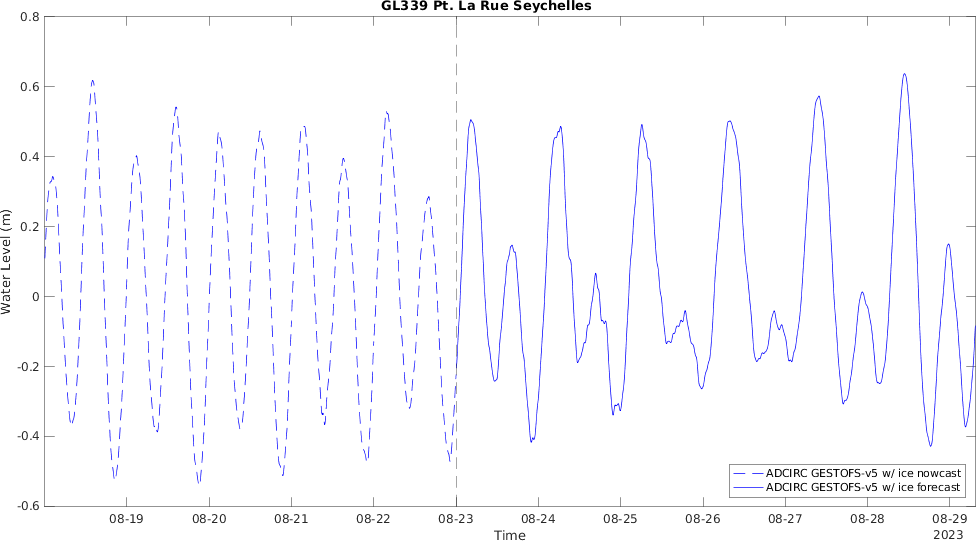 GL339 Pt. La Rue Seychelles
Water Level (m)
0.8
0.6
0.4
0.2
0
-0.2
-0.4
-0.6
ADCIRC GESTOFS-v5 w/ ice nowcast
ADCIRC GESTOFS-v5 w/ ice forecast
08-19 08-20 08-21 08-22 08-23 08-24 08-25 08-26 08-27 08-28 08-29
Time
2023